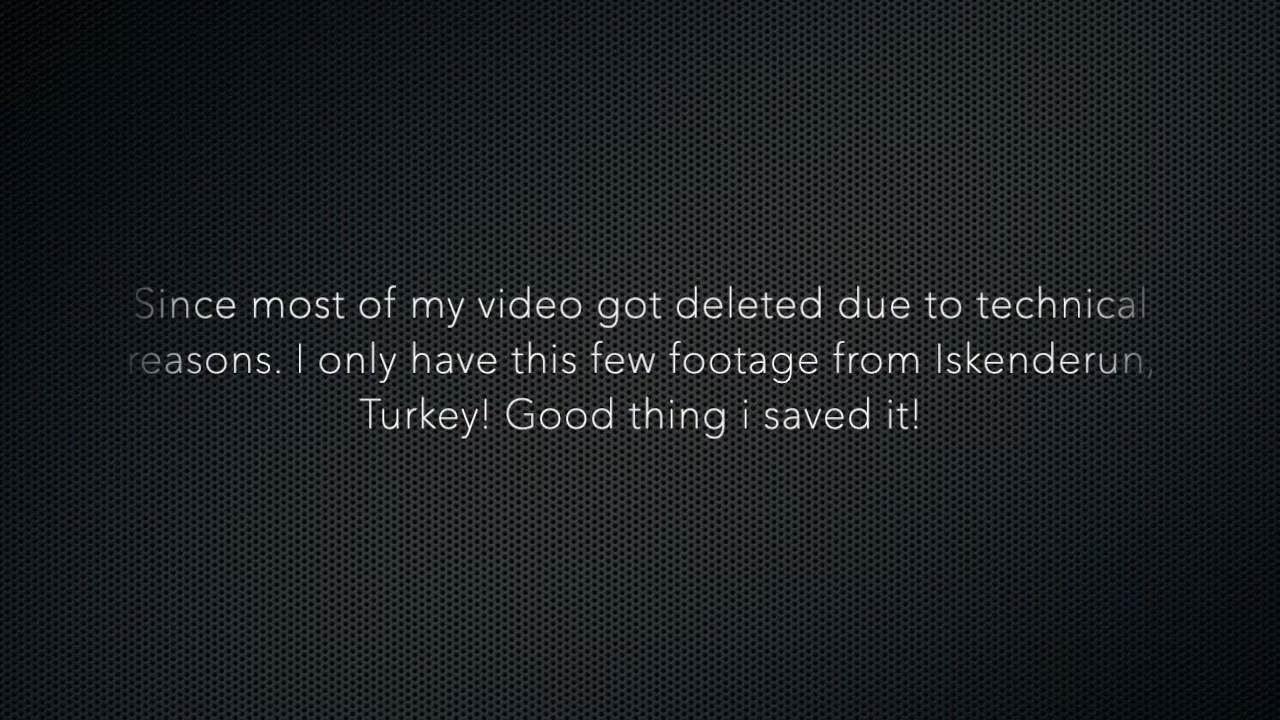 Since most of my video got deleted due to technical
reasons. I only have this few footage from Iskenderun,
Turkey! Good thing i saved it!